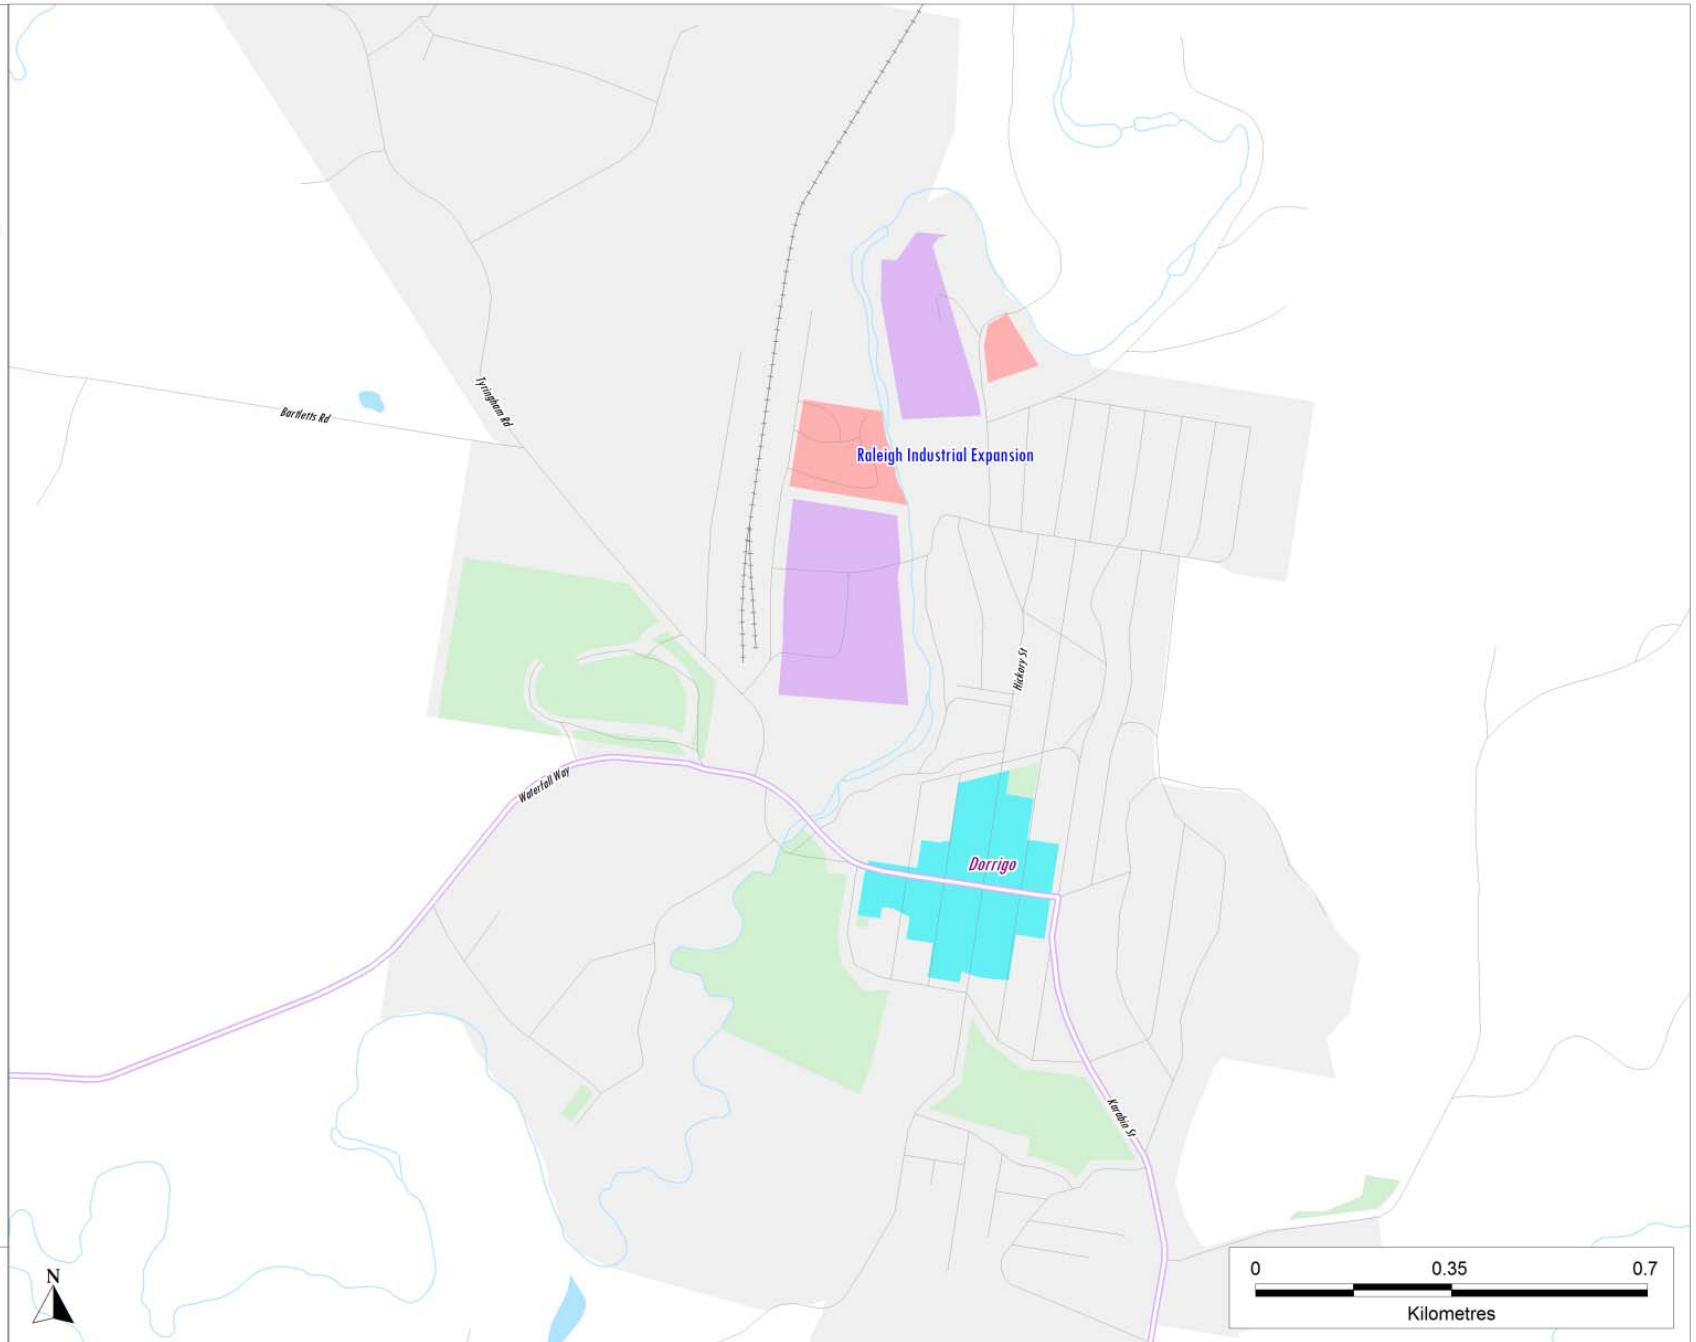 Tyringham Rd
Bartletts Rd
Raleigh Industrial Expansion
Hickory St
Waterfall Way
Dorrigo
Karabin St
N
0 0.35 0.7
Kilometres